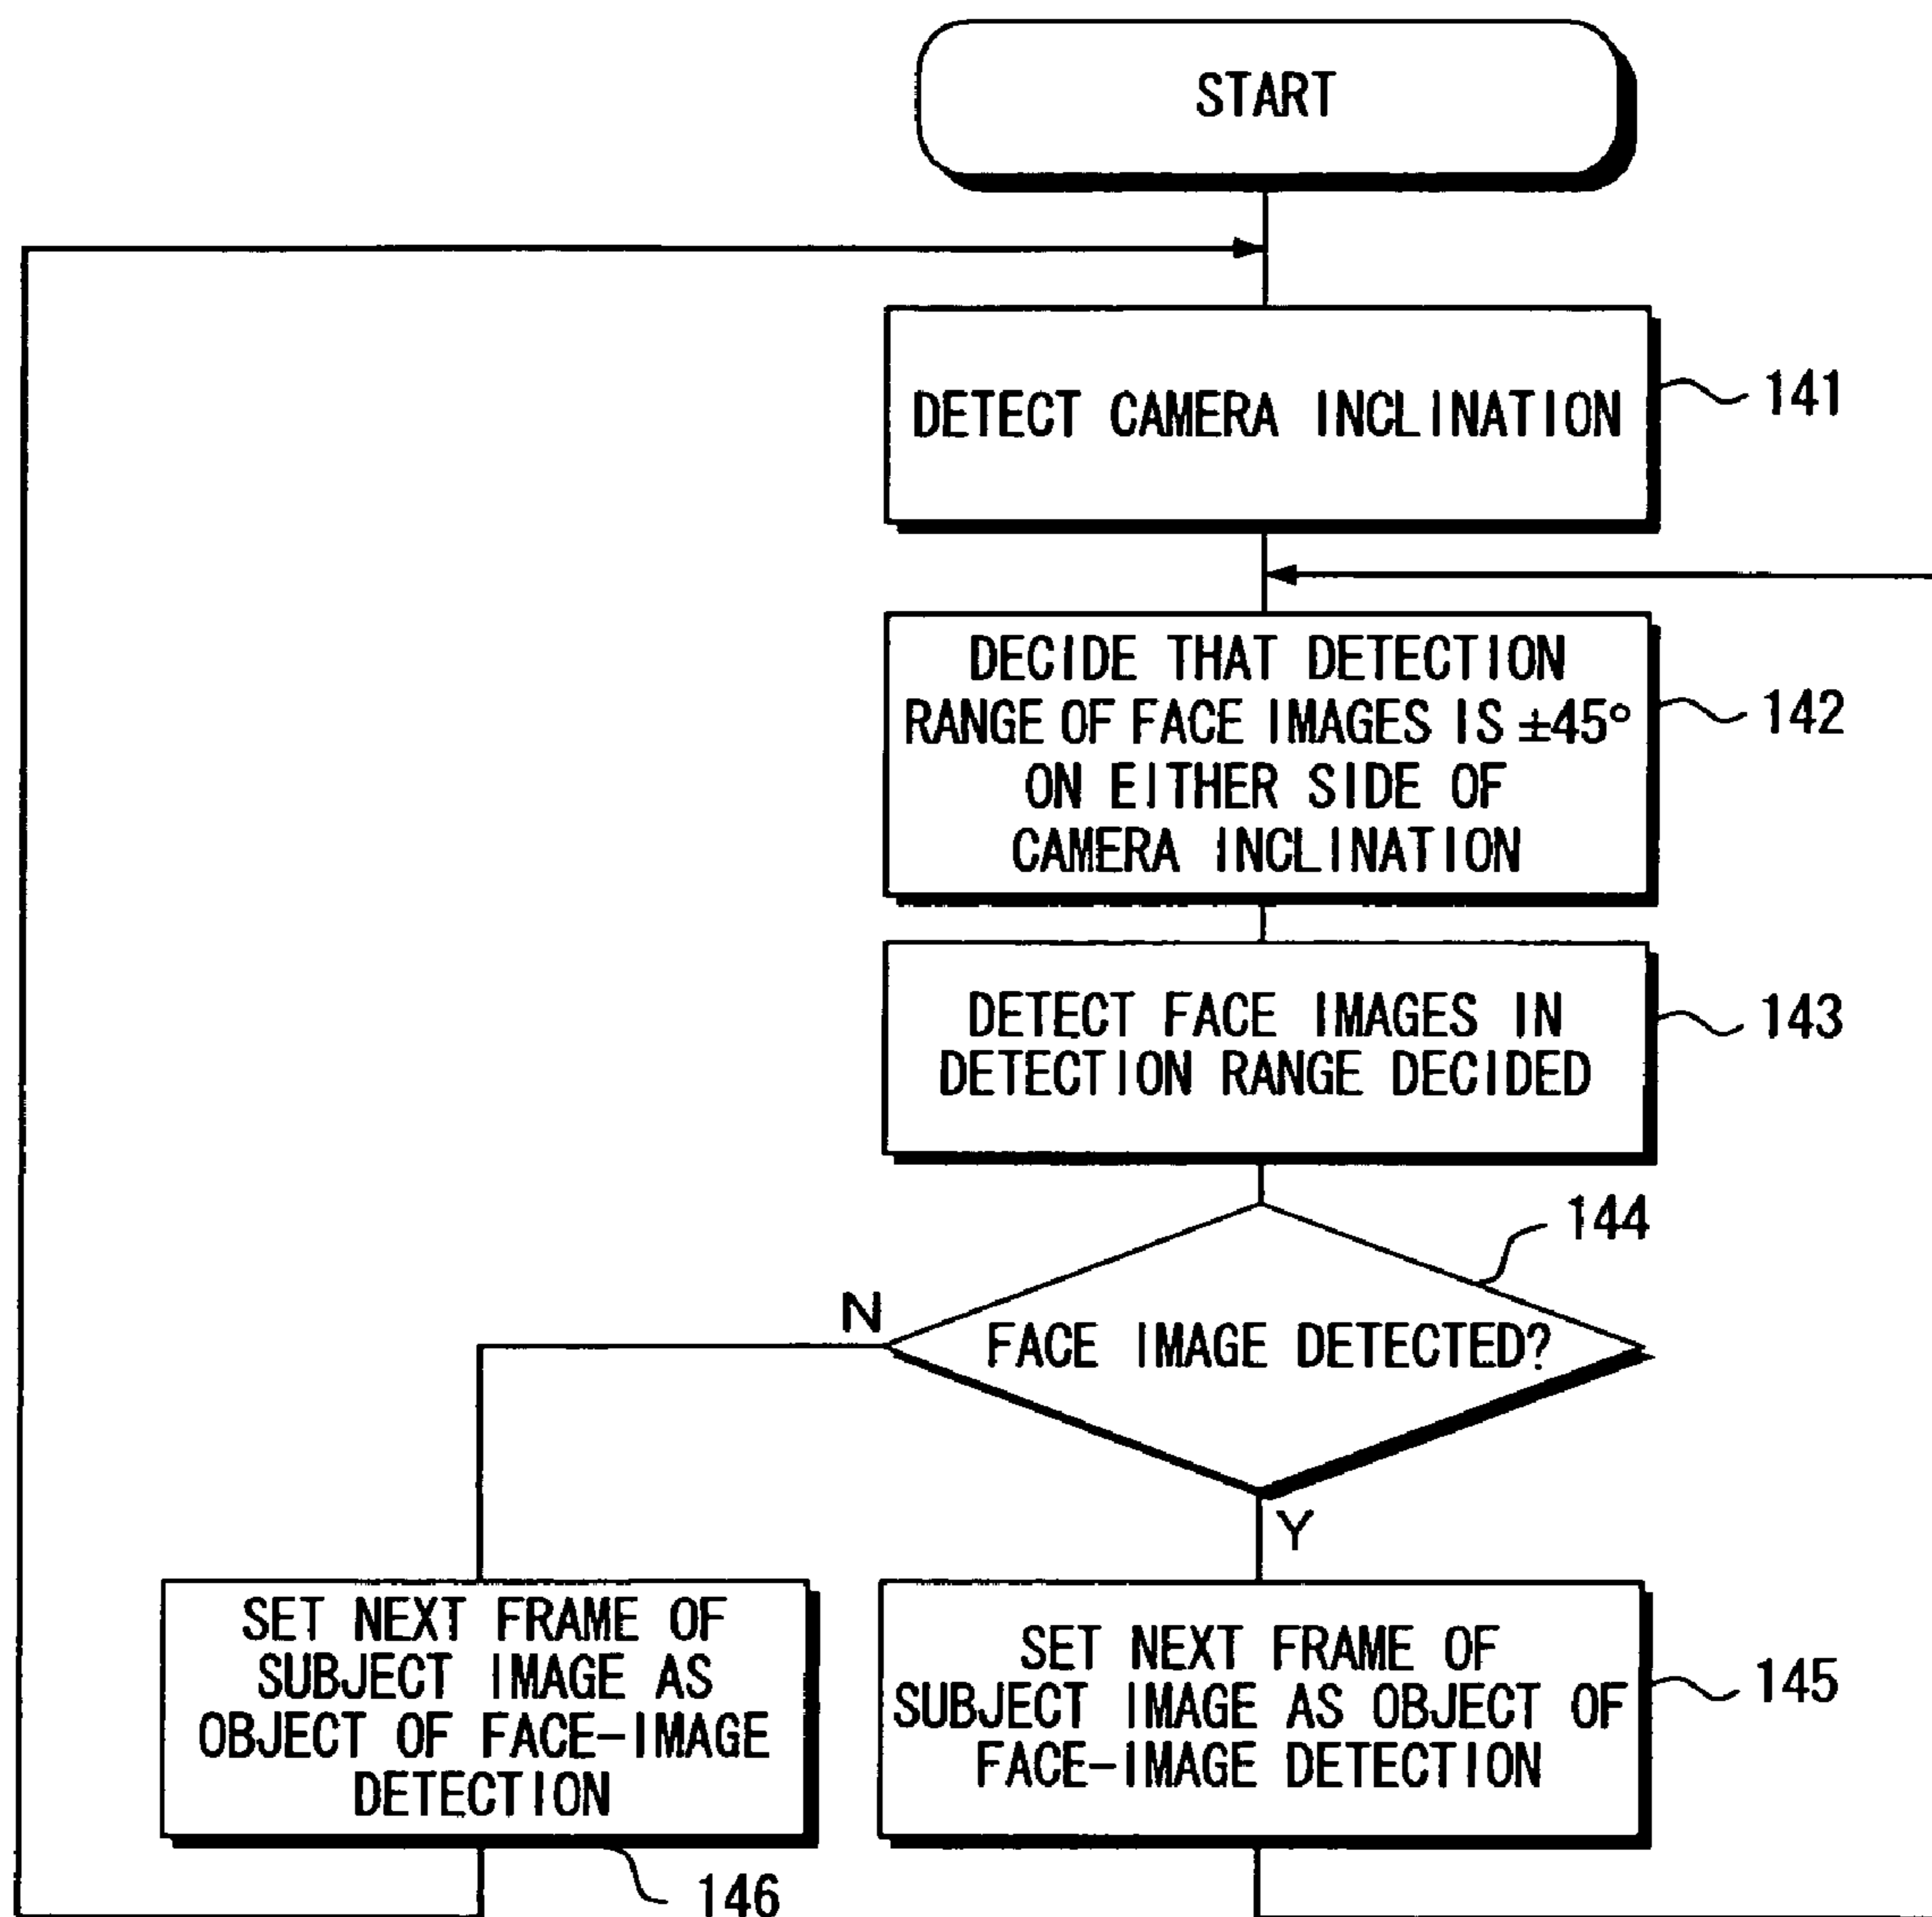 START
DETECT CAMERA INCLINATION
141
DECIDE THAT DETECTION
RANGE OF FACE IMAGES IS ±45°
ON EITHER SIDE OF
CAMERA INCLINATION
142
DETECT FACE IMAGES IN
DETECTION RANGE DECIDED
143
144
FACE IMAGE DETECTED?
N
Y
SET NEXT FRAME OF
SUBJECT IMAGE AS
OBJECT OF FACE-IMAGE
DETECTION
146
SET NEXT FRAME OF
SUBJECT IMAGE AS OBJECT OF
FACE-IMAGE DETECTION
145